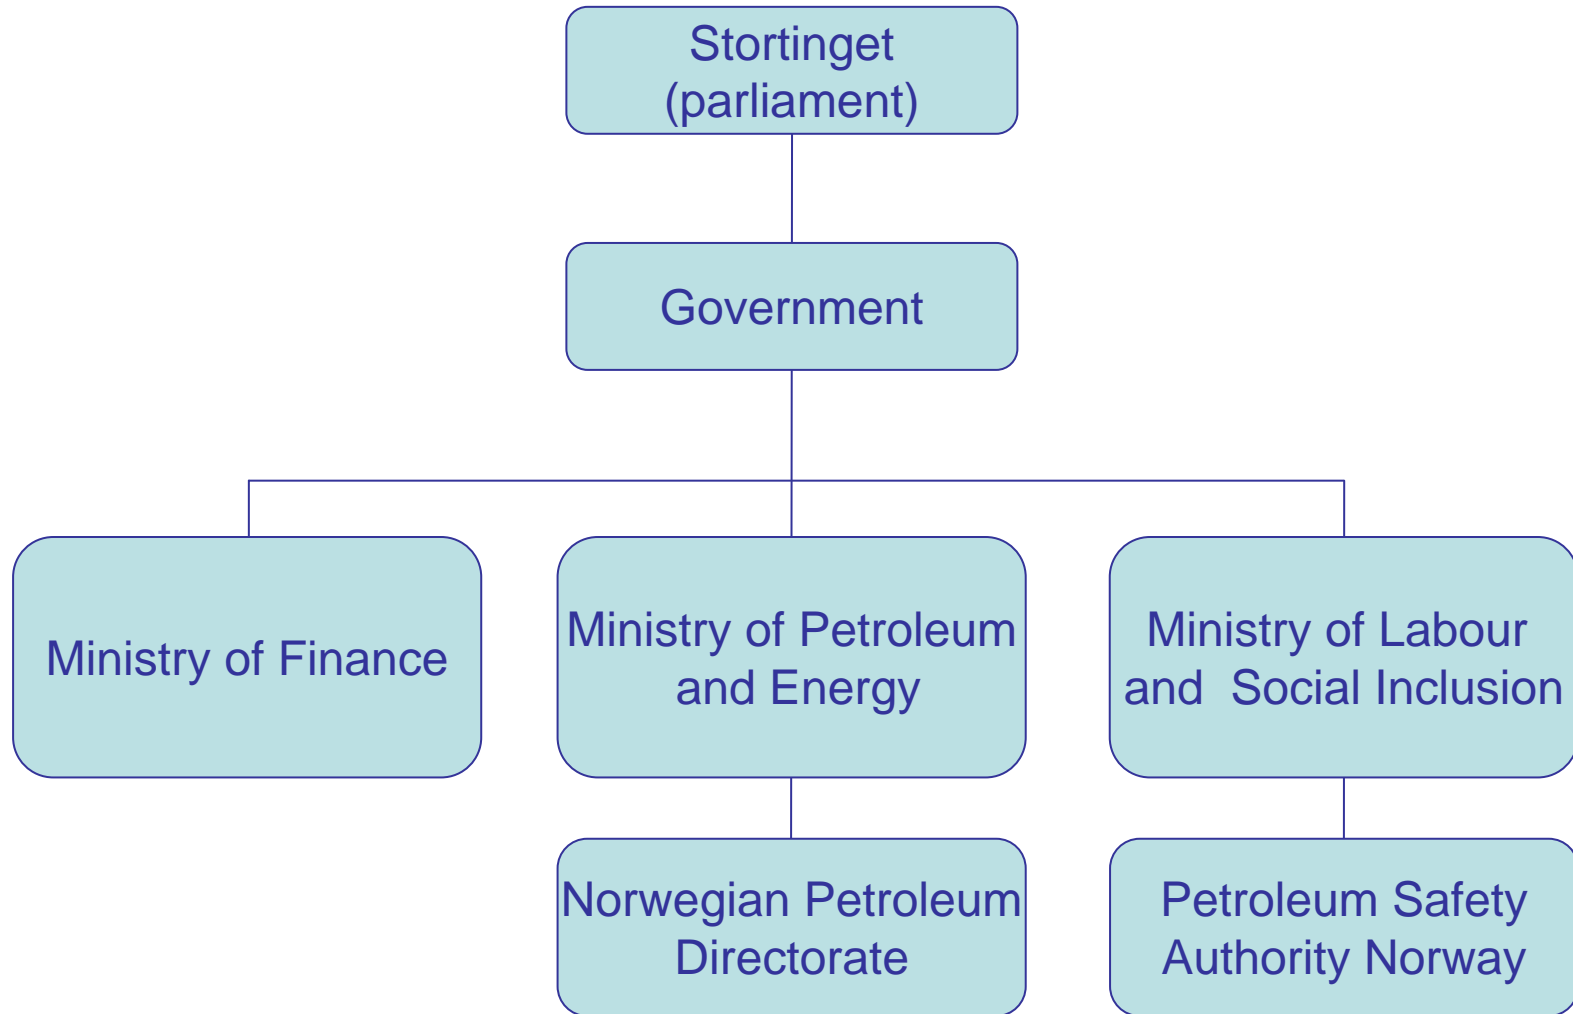 Stortinget
(parliament)
Government
Ministry of Finance
Ministry of Petroleum
and Energy
Ministry of Labour
and  Social Inclusion
Norwegian Petroleum
Directorate
Petroleum Safety
Authority Norway